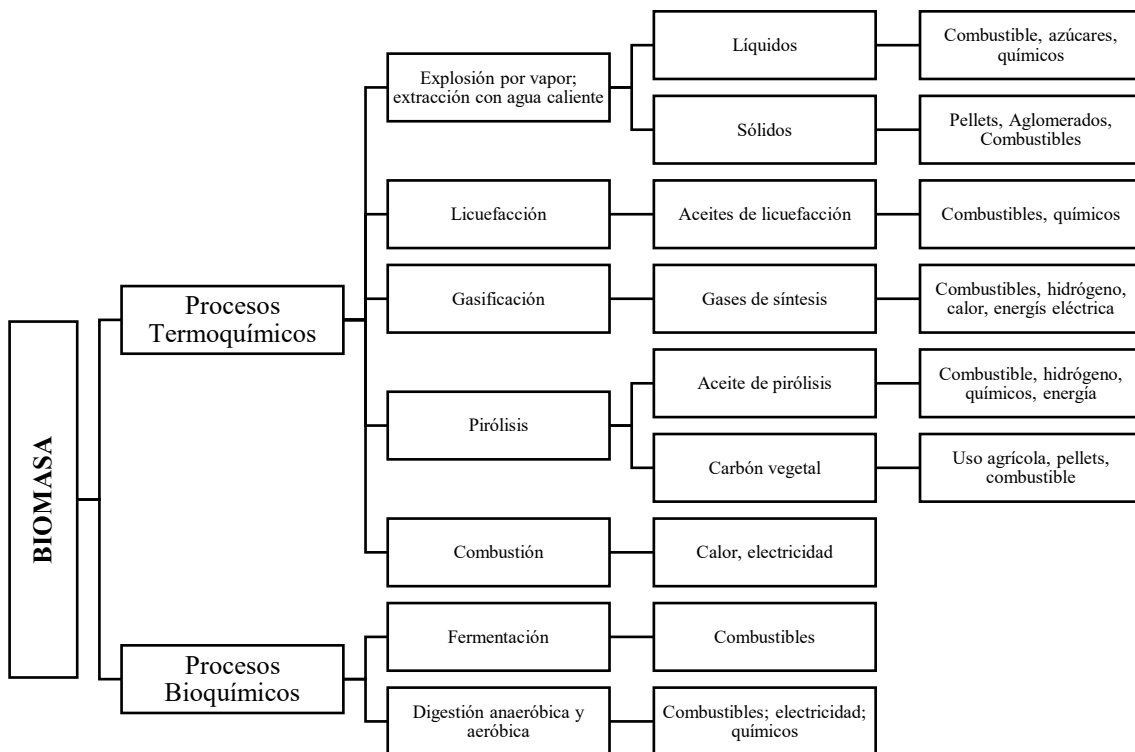 BIOMASA
Procesos
Termoquímicos
Explosión por vapor;
extracción con agua caliente
Líquidos
Combustible, azúcares,
químicos
Sólidos
Pellets, Aglomerados,
Combustibles
Licuefacción
Aceites de licuefacción
Combustibles, químicos
Gasificación
Gases de síntesis
Combustibles, hidrógeno,
calor, energís eléctrica
Pirólisis
Aceite de pirólisis
Combustible, hidrógeno,
químicos, energía
Carbón vegetal
Uso agrícola, pellets,
combustible
Combustión
Calor, electricidad
Procesos
Bioquímicos
Fermentación
Combustibles
Digestión anaeróbica y
aeróbica
Combustibles; electricidad;
químicos